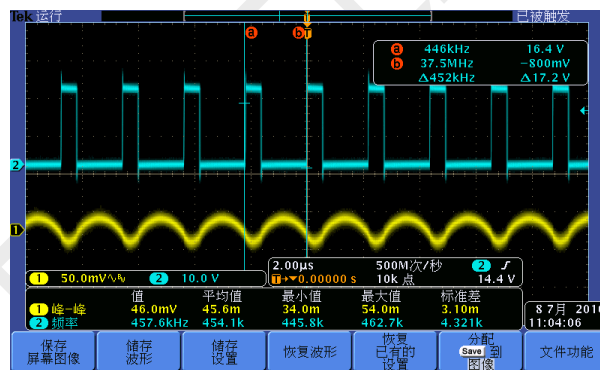 Tek 运行 已被触发
a b T
a 446kHz 16.4 V
b 37.5MHz -800mV
Δ452kHz Δ17.2 V
2
1
1 50.0mV 2 10.0 V
2.00μs 500M次/秒 2
T→▼0.00000 s 10k 点 14.4 V
值 平均值 最小值 最大值 标准差
1 峰-峰 46.0mV 45.6m 34.0m 54.0m 3.10m
2 频率 457.6kHz 454.1k 445.8k 462.7k 4.321k
8 7月 2010
11:04:06
保存
屏幕图像
储存
波形
储存
设置
恢复波形
恢复
已有的
设置
分配
Save 到
图像
文件功能